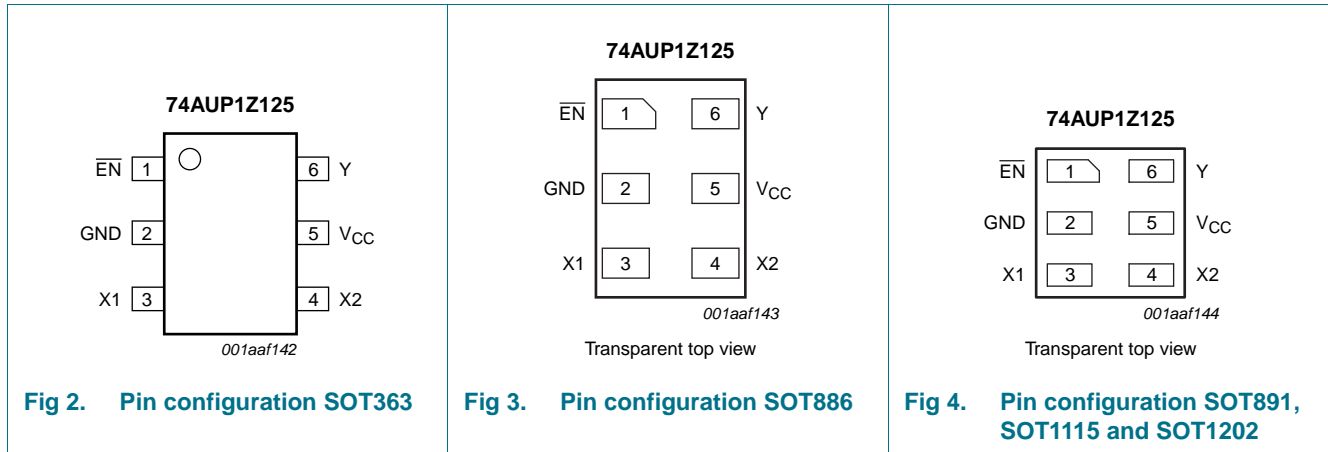 74AUP1Z125
EN 1 6 Y
GND 2 5 VCC
X1 3 4 X2
001aaf142
Fig 2. Pin configuration SOT363
74AUP1Z125
EN 1 6 Y
GND 2 5 VCC
X1 3 4 X2
001aaf143
Transparent top view
Fig 3. Pin configuration SOT886
74AUP1Z125
EN 1 6 Y
GND 2 5 VCC
X1 3 4 X2
001aaf144
Transparent top view
Fig 4. Pin configuration SOT891,
SOT1115 and SOT1202